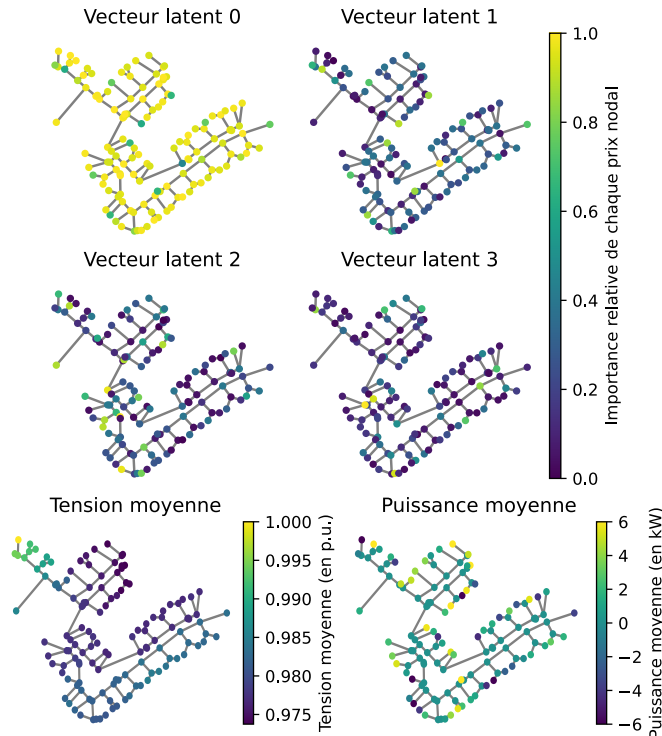 Vecteur latent 0
Vecteur latent 1
Vecteur latent 2
Vecteur latent 3
1.0
0.8
0.6
0.4
0.2
0.0
Importance relative de chaque prix nodal
Tension moyenne
1.000
0.995
0.990
0.985
0.980
0.975
Tension moyenne (en p.u.)
Puissance moyenne
6
4
2
0
−2
−4
−6
Puissance moyenne (en kW)